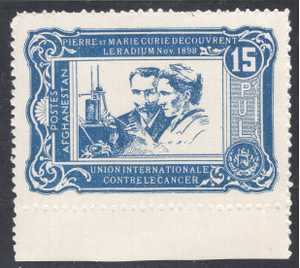 PIERRE ET MARIE CURIE DECOUVRENT
LE RADIUM NOV. 1898
15
PUL
POSTES
AFGHANESTAN
UNION INTERNATIONALE
CONTRE LE CANCER